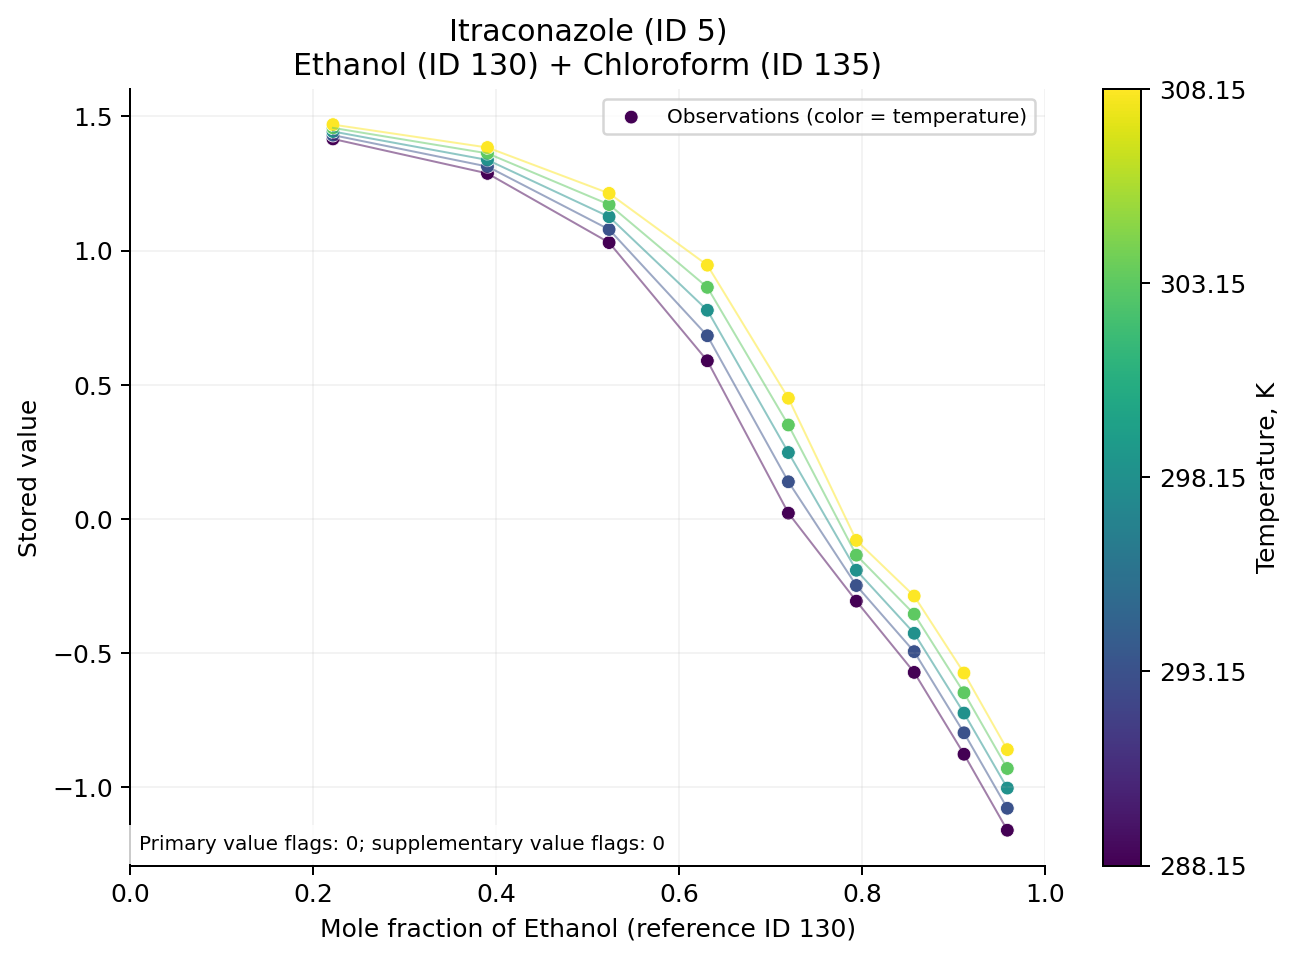 Itraconazole (ID 5)
Ethanol (ID 130) + Chloroform (ID 135)
Observations (color = temperature)
1.5
1.0
0.5
0.0
−0.5
−1.0
Stored value
Primary value flags: 0; supplementary value flags: 0
0.0
0.2
0.4
0.6
0.8
1.0
Mole fraction of Ethanol (reference ID 130)
308.15
303.15
298.15
293.15
288.15
Temperature, K